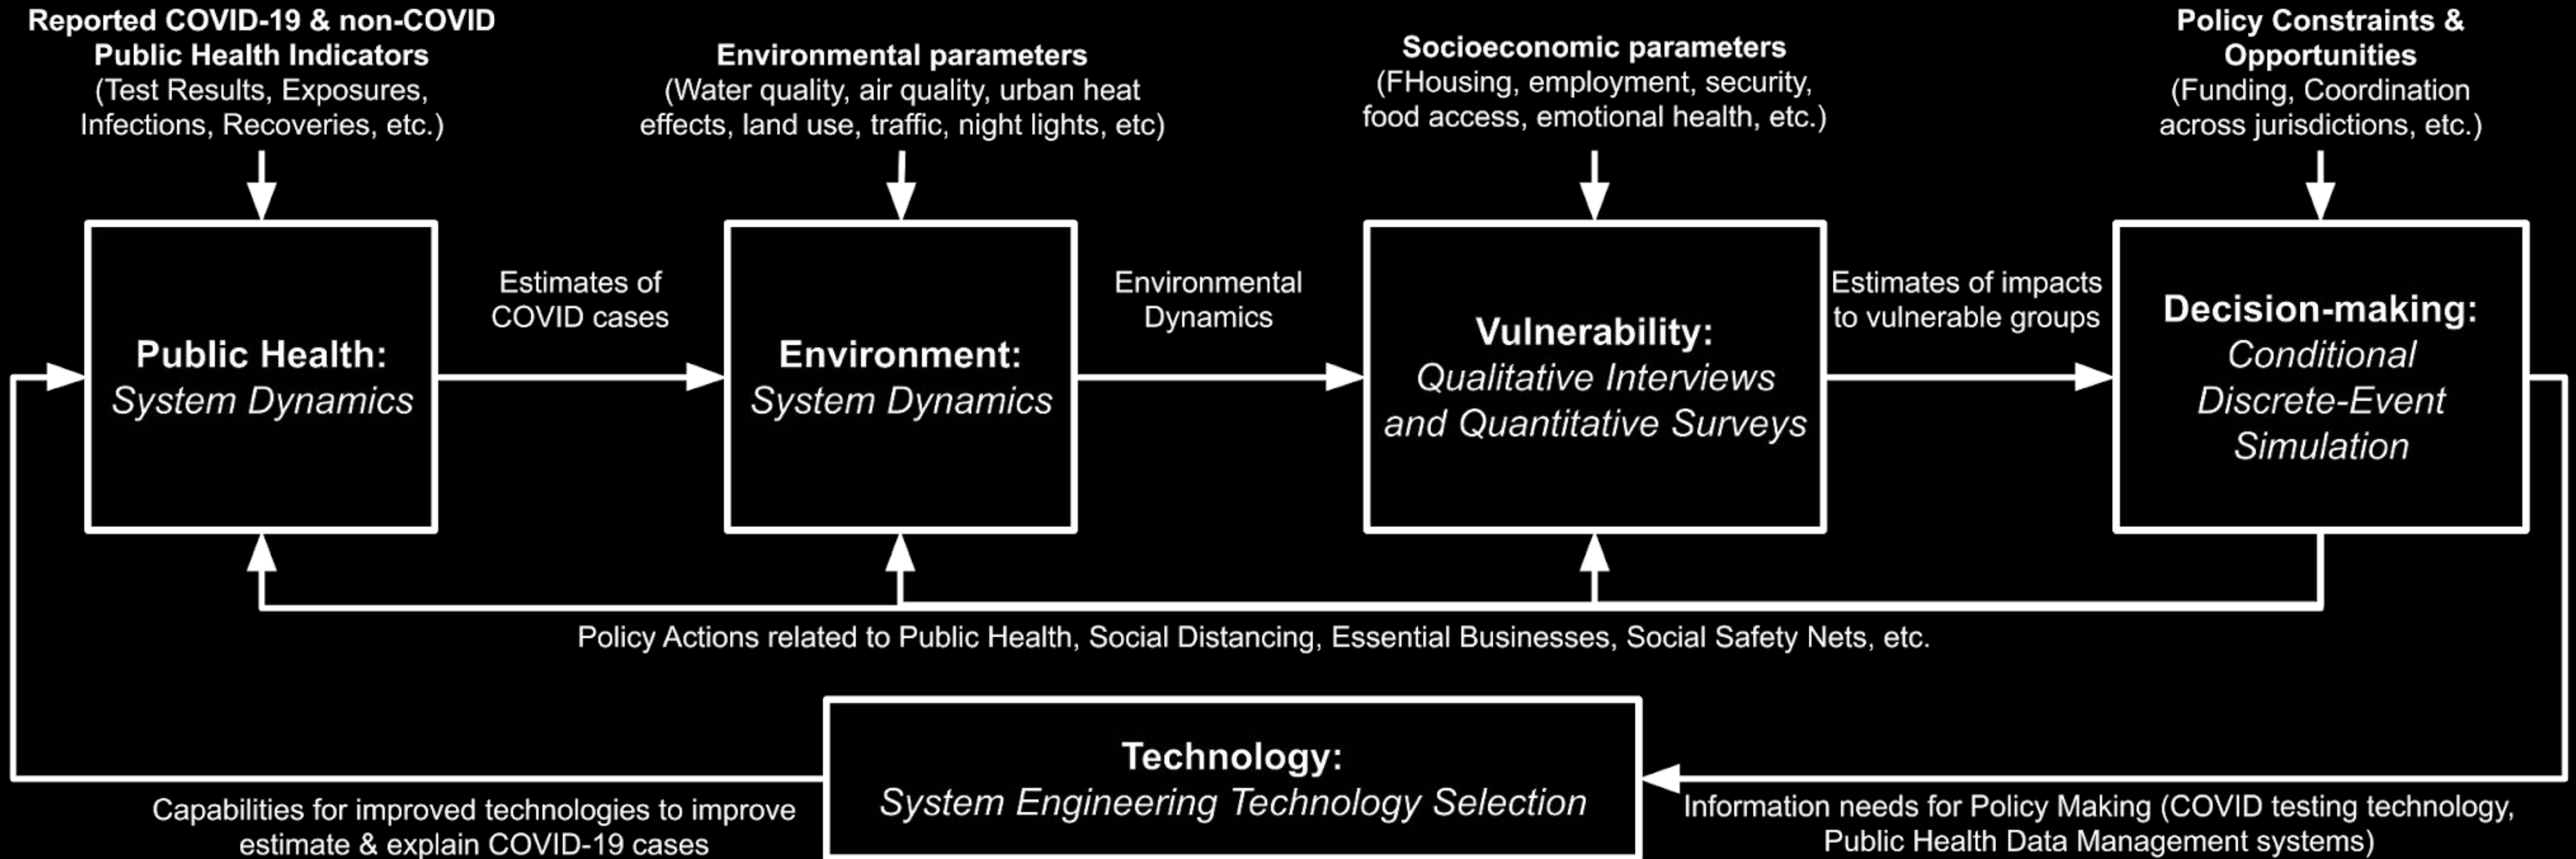 Reported COVID-19 & non-COVID
Public Health Indicators
(Test Results, Exposures,
Infections, Recoveries, etc.)
Environmental parameters
(Water quality, air quality, urban heat
effects, land use, traffic, night lights, etc)
Socioeconomic parameters
(FHousing, employment, security,
food access, emotional health, etc.)
Policy Constraints &
Opportunities
(Funding, Coordination
across jurisdictions, etc.)
Public Health:
System Dynamics
Estimates of
COVID cases
Environment:
System Dynamics
Environmental
Dynamics
Vulnerability:
Qualitative Interviews
and Quantitative Surveys
Estimates of impacts
to vulnerable groups
Decision-making:
Conditional
Discrete-Event
Simulation
Policy Actions related to Public Health, Social Distancing, Essential Businesses, Social Safety Nets, etc.
Technology:
System Engineering Technology Selection
Capabilities for improved technologies to improve
estimate & explain COVID-19 cases
Information needs for Policy Making (COVID testing technology,
Public Health Data Management systems)